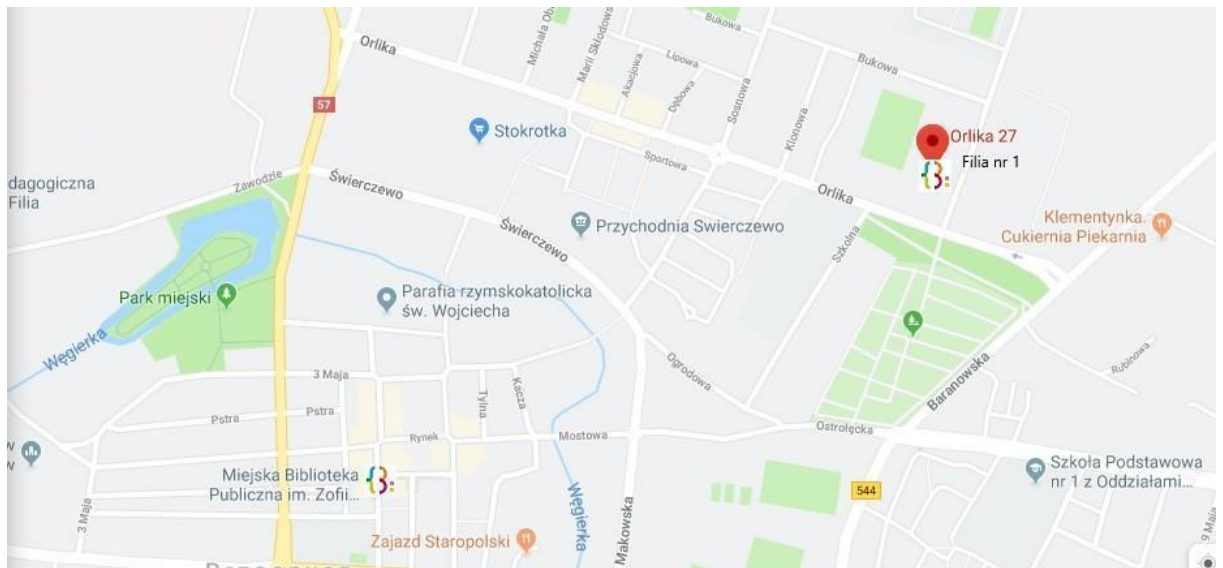 Orlika
Michała Ob
Marii Skłodows
Bukowa
Lipowa
Akacjowa
Dębowa
Sosnowa
Bukowa
Klonowa
57
Stokrotka
Sportowa
Orlika 27
Filia nr 1
dagogiczna
Filia
Zawodzie
Świerczewo
Orlika
Świerczewo
Przychodnia Swierczewo
Szkolna
Klementynka.
Cukiernia Piekarnia
Park miejski
Parafia rzymskokatolicka
św. Wojciecha
Węgierka
3 Maja
Tylna
Kacza
Ogrodowa
Baranowska
Rubinowa
Pstra
Pstra
Rynek
Mostowa
Ostrołęcka
w
w
Miejska Biblioteka
Publiczna im. Zofii...
Węgierka
Makowska
544
Szkoła Podstawowa
nr 1 z Oddziałami...
3 Maja
Zajazd Staropolski
9 Maja